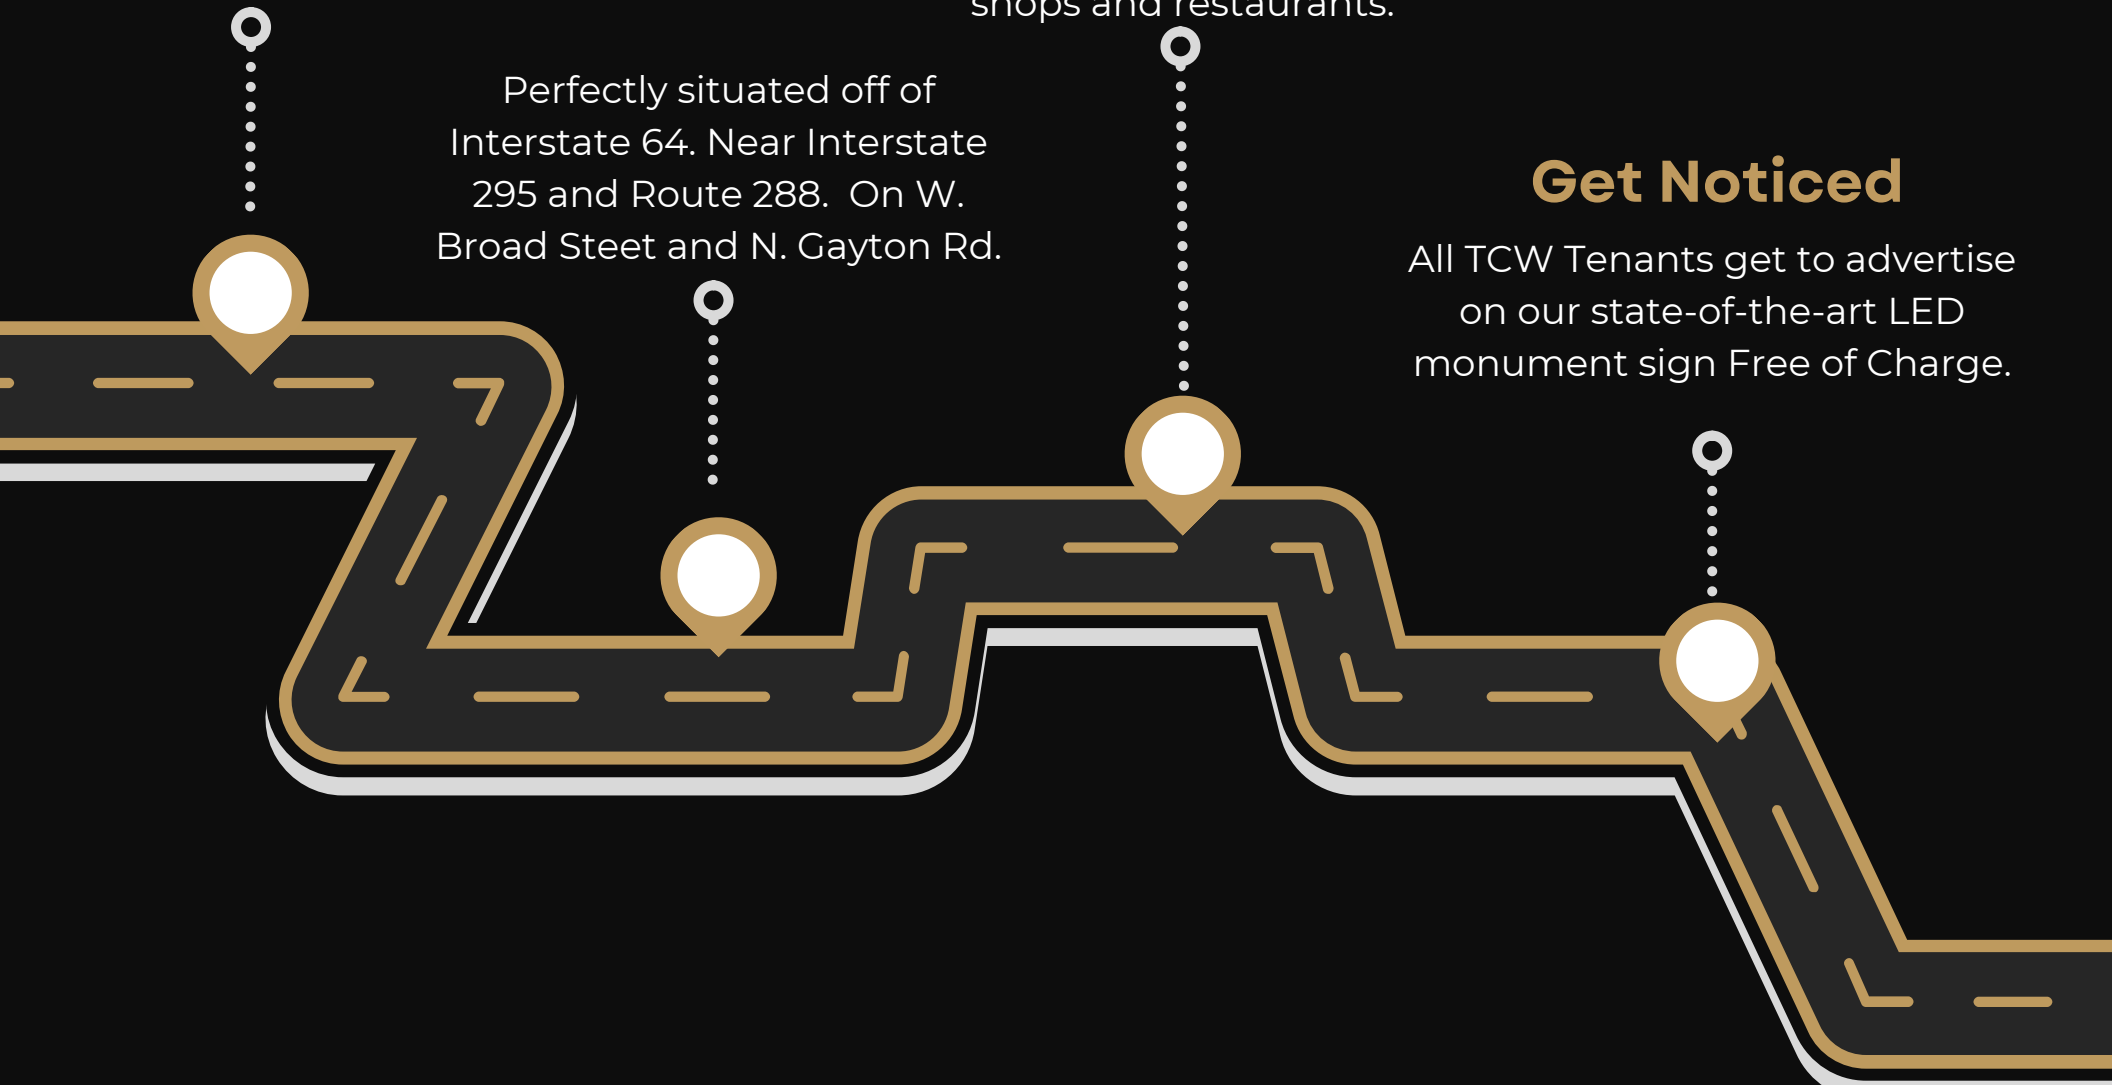 shops and restaurants.
Perfectly situated off of
Interstate 64. Near Interstate
295 and Route 288.  On W.
Broad Steet and N. Gayton Rd.
Get Noticed
All TCW Tenants get to advertise
on our state-of-the-art LED
monument sign Free of Charge.